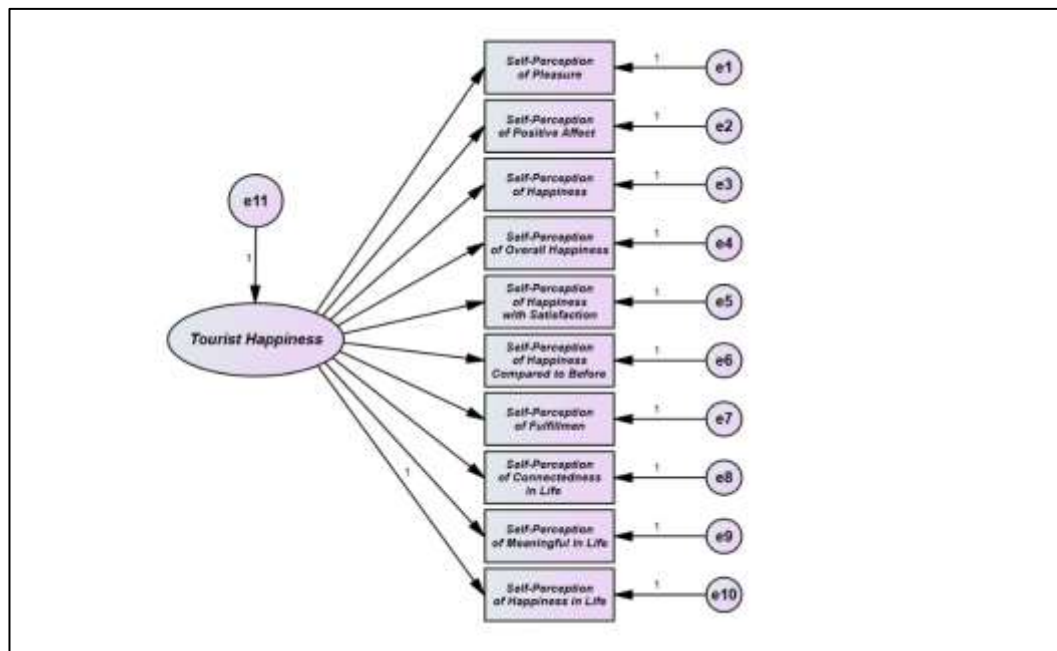 Self-Perception
of Pleasure
1
e1
Self-Perception
of Positive Affect
1
e2
Self-Perception
of Happiness
1
e3
e11
1
Self-Perception
of Overall Happiness
1
e4
Self-Perception
of Happiness
with Satisfaction
1
e5
Tourist Happiness
Self-Perception
of Happiness
Compared to Before
1
e6
Self-Perception
of Fulfillmen
1
e7
1
Self-Perception
of Connectedness
in Life
1
e8
Self-Perception
of Meaningful in Life
1
e9
Self-Perception
of Happiness in Life
1
e10